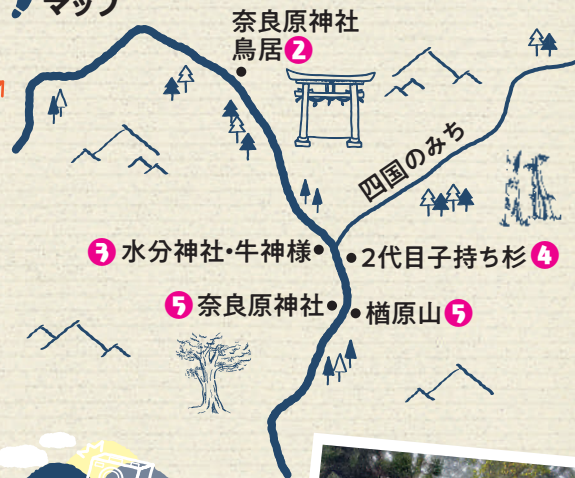 マップ
奈良原神社
鳥居2
四国のみち
3 水分神社・牛神様
2代目子持ち杉4
5 奈良原神社
楢原山5